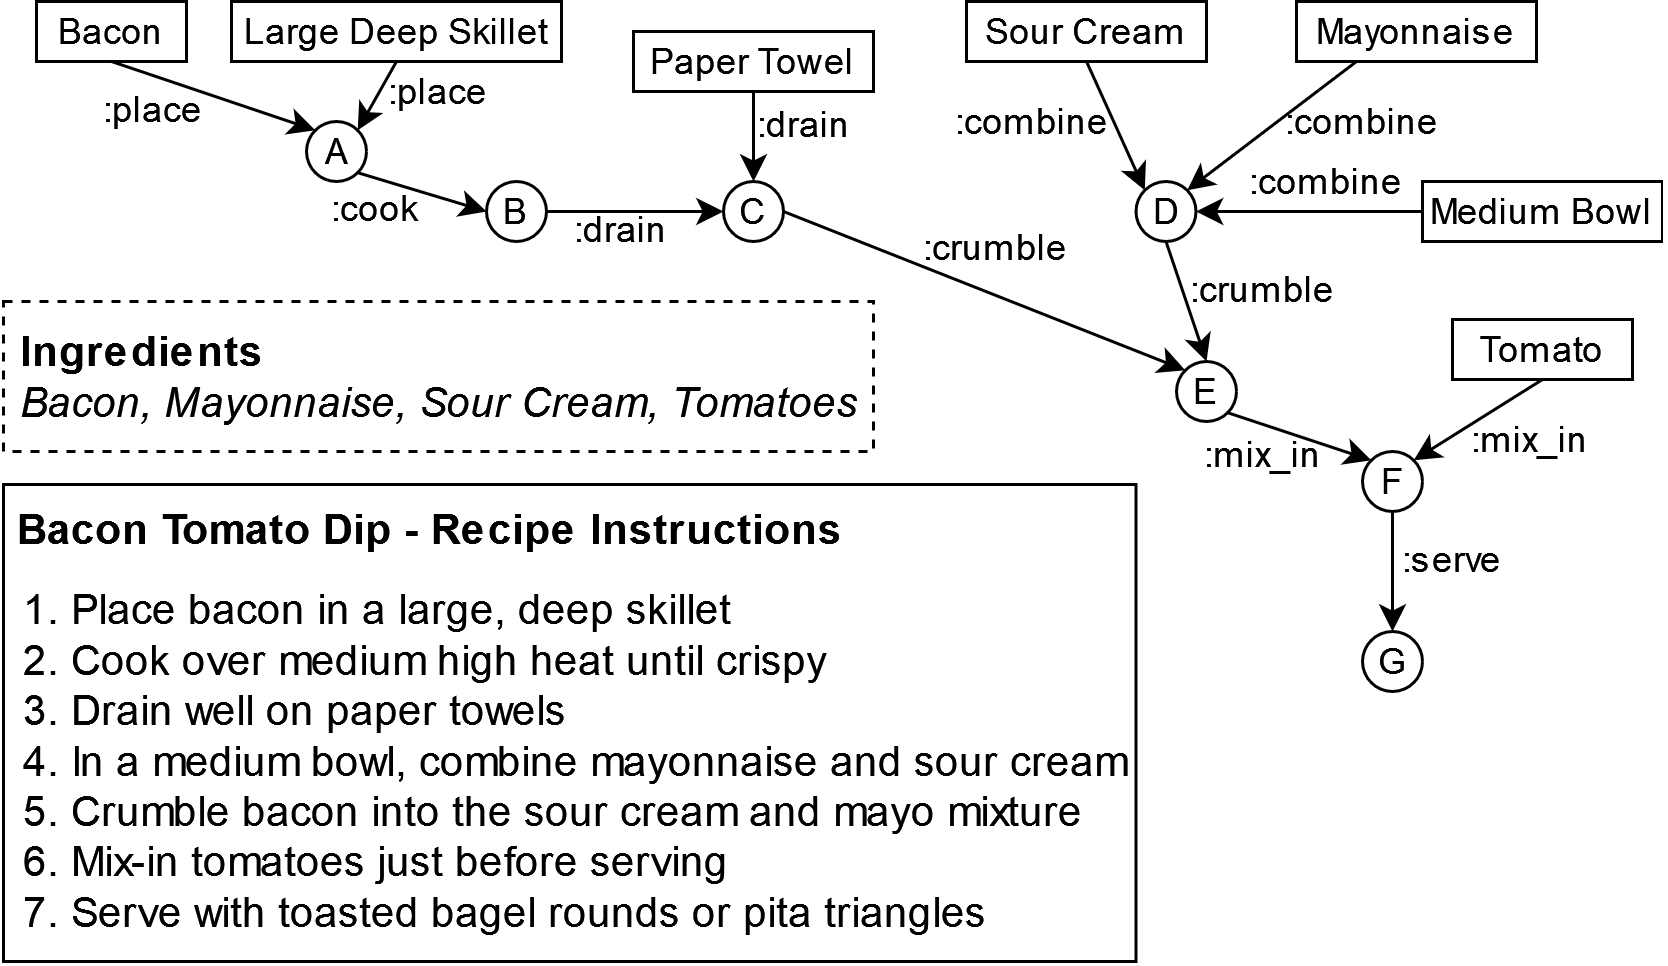 Bacon
Large Deep Skillet
Paper Towel
Sour Cream
Mayonnaise
:place
:place
:drain
:combine
:combine
:combine
A
:cook
B
:drain
C
D
Medium Bowl
:crumble
:crumble
Ingredients
Bacon, Mayonnaise, Sour Cream, Tomatoes
Tomato
E
:mix_in
:mix_in
F
:serve
G
Bacon Tomato Dip - Recipe Instructions
1. Place bacon in a large, deep skillet
2. Cook over medium high heat until crispy
3. Drain well on paper towels
4. In a medium bowl, combine mayonnaise and sour cream
5. Crumble bacon into the sour cream and mayo mixture
6. Mix-in tomatoes just before serving
7. Serve with toasted bagel rounds or pita triangles